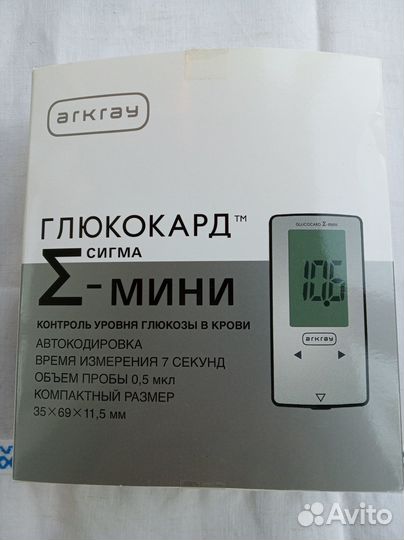 arkray
ГЛЮКОКАРД™
Σ СИГМА
-МИНИ
КОНТРОЛЬ УРОВНЯ ГЛЮКОЗЫ В КРОВИ
АВТОКОДИРОВКА
ВРЕМЯ ИЗМЕРЕНИЯ 7 СЕКУНД
ОБЪЕМ ПРОБЫ 0,5 мкл
КОМПАКТНЫЙ РАЗМЕР
35×69×11,5 мм
GLUCOCARD Σ-mini
10,6
arkray
Avito